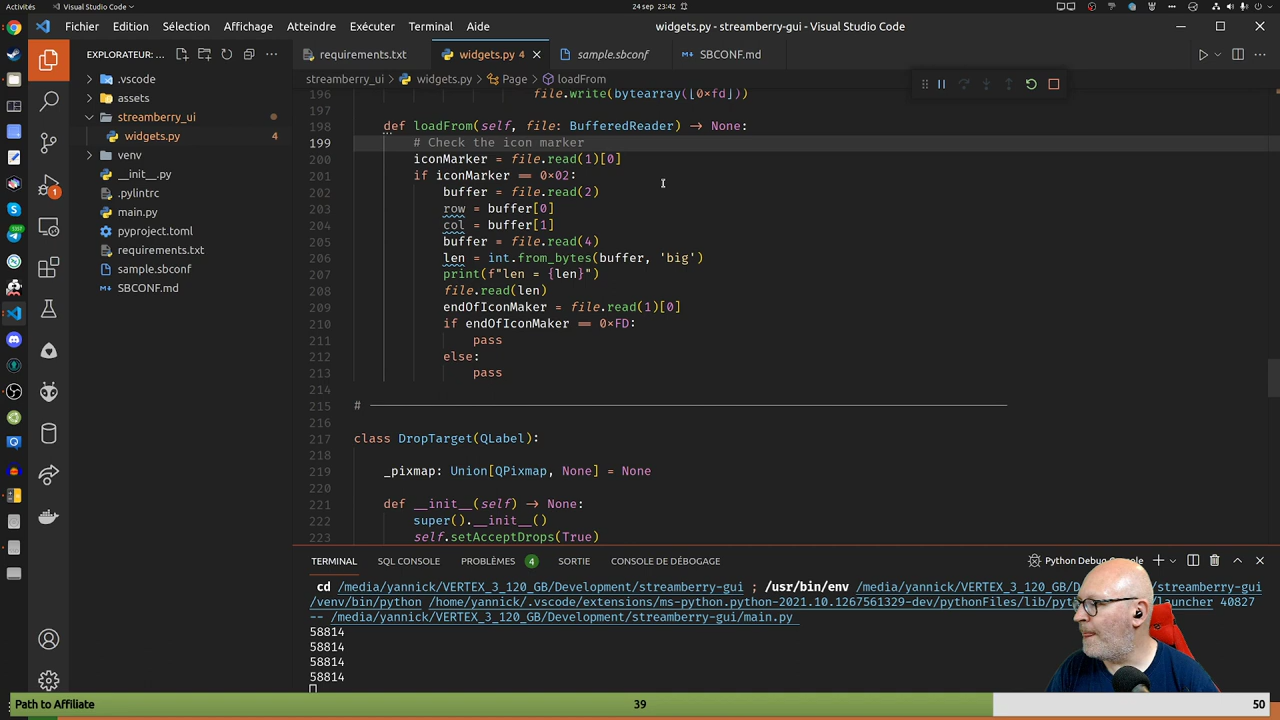 Activités
Visual Studio Code
24 sep 23:42
Fichier Edition Sélection Affichage Atteindre Exécuter Terminal Aide
widgets.py - streamberry-gui - Visual Studio Code
EXPLORATEUR : ...
requirements.txt
widgets.py 4
sample.sbconf
SBCONF.md
.vscode
assets
streamberry_ui
widgets.py 4
venv
__init__.py
.pylintrc
main.py
pyproject.toml
requirements.txt
sample.sbconf
SBCONF.md
streamberry_ui > widgets.py > Page > loadFrom
196 file.write(bytearray([0×fd]))
197
198 def loadFrom(self, file: BufferedReader) → None:
199 # Check the icon marker
200 iconMarker = file.read(1)[0]
201 if iconMarker == 0×02:
202 buffer = file.read(2)
203 row = buffer[0]
204 col = buffer[1]
205 buffer = file.read(4)
206 len = int.from_bytes(buffer, 'big')
207 print(f"len = {len}")
208 file.read(len)
209 endOfIconMaker = file.read(1)[0]
210 if endOfIconMaker == 0×FD:
211 pass
212 else:
213 pass
214
215 #
216
217 class DropTarget(QLabel):
218
219 _pixmap: Union[QPixmap, None] = None
220
221 def __init__(self) → None:
222 super().__init__()
223 self.setAcceptDrops(True)
TERMINAL SQL CONSOLE PROBLÈMES 4 SORTIE CONSOLE DE DÉBOGAGE
Python Debug Console
cd /media/yannick/VERTEX_3_120_GB/Development/streamberry-gui ; /usr/bin/env /media/yannick/VERTEX_3_120_GB/ streamberry-gui
/venv/bin/python /home/yannick/.vscode/extensions/ms-python.python-2021.10.1267561329-dev/pythonFiles/lib/ 40827
-- /media/yannick/VERTEX_3_120_GB/Development/streamberry-gui/main.py
58814
58814
58814
58814
Path to Affiliate
39
50